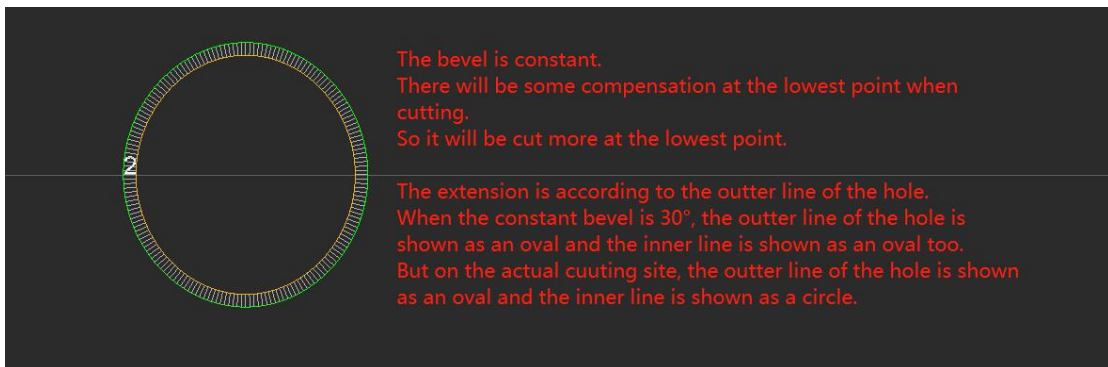 The bevel is constant.
There will be some compensation at the lowest point when
cutting.
So it will be cut more at the lowest point.
2
The extension is according to the outter line of the hole.
When the constant bevel is 30°, the outter line of the hole is
shown as an oval and the inner line is shown as an oval too.
But on the actual cuuting site, the outter line of the hole is shown
as an oval and the inner line is shown as a circle.